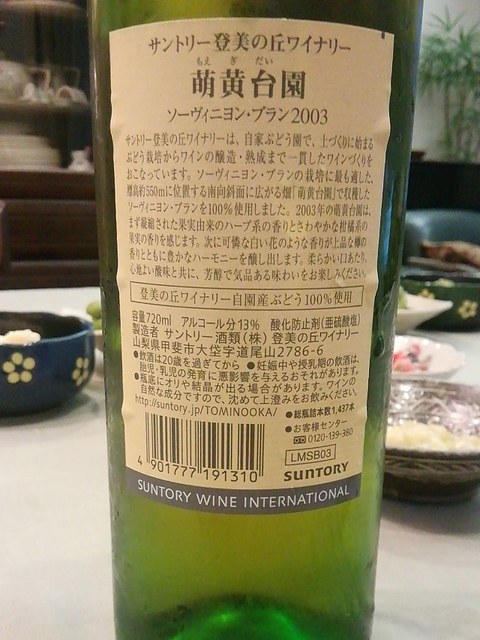 サントリー登美の丘ワイナリー
もえ ぎ だい
萌黄台園
ソーヴィニヨン・ブラン2003
サントリー登美の丘ワイナリーは、自家ぶどう園で、土づくりに始まる
ぶどう栽培からワインの醸造・熟成まで一貫したワインづくりを
おこなっています。ソーヴィニヨン・ブランの栽培に最も適した、
標高約550mに位置する南向斜面に広がる畑「萌黄台園」で収穫した
ソーヴィニヨン・ブランを100%使用しました。2003年の萌黄台園は、
まず凝縮された果実由来のハーブ系の香りとさわやかな柑橘系の
果実の香りを感じます。次に可憐な白い花のような香りが上品な樽の
香りとともに豊かなハーモニーを醸し出します。柔らかい口あたり、
心地よい酸味と共に、芳醇で気品ある味わいをお楽しみください。
登美の丘ワイナリー自園産ぶどう100%使用
容量720ml アルコール分13% 酸化防止剤(亜硫酸塩)
製造者 サントリー酒類(株)登美の丘ワイナリー
山梨県甲斐市大垈字道尾山2786-6
●飲酒は20歳を過ぎてから ●妊娠中や授乳期の飲酒は、
胎児・乳児の発育に悪影響を与えるおそれがあります。
●瓶底にオリや結晶が出る場合があります。ワインの
自然な成分ですので、沈めて上澄みをお飲みください。
http://suntory.jp/TOMINOOKA/
●総瓶詰本数1,437本
●お客様センター
0120-139-380
LMSB03
4 901777 191310
SUNTORY
SUNTORY WINE INTERNATIONAL